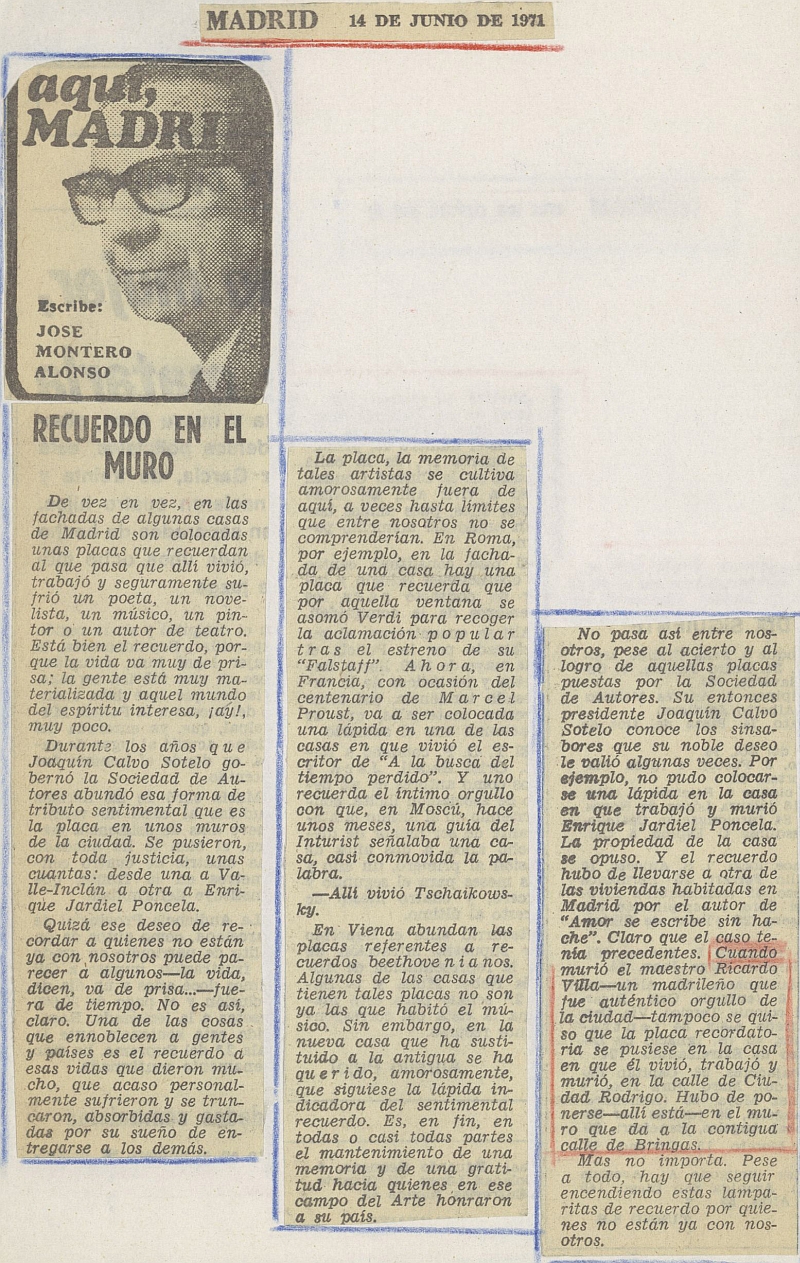 MADRID 14 DE JUNIO DE 1971
aquí,
MADRID
Escribe:
JOSE
MONTERO
ALONSO
RECUERDO EN EL
MURO
De vez en vez, en las
fachadas de algunas casas
de Madrid son colocadas
unas placas que recuerdan
al que pasa que allí vivió,
trabajó y seguramente su-
frió un poeta, un nove-
lista, un músico, un pin-
tor o un autor de teatro.
Está bien el recuerdo, por-
que la vida va muy de pri-
sa; la gente está muy ma-
terializada y aquel mundo
del espíritu interesa, ¡ay!,
muy poco.
Durante los años que
Joaquín Calvo Sotelo go-
bernó la Sociedad de Au-
tores abundó esa forma de
tributo sentimental que es
la placa en unos muros
de la ciudad. Se pusieron,
con toda justicia, unas
cuantas: desde una a Va-
lle-Inclán a otra a Enri-
que Jardiel Poncela.
Quizá ese deseo de re-
cordar a quienes no están
ya con nosotros puede pa-
recer a algunos—la vida,
dicen, va de prisa...—fue-
ra de tiempo. No es así,
claro. Una de las cosas
que ennoblecen a gentes
y países es el recuerdo a
esas vidas que dieron mu-
cho, que acaso personal-
mente sufrieron y se trun-
caron, absorbidas y gasta-
das por su sueño de en-
tregarse a los demás.
La placa, la memoria de
tales artistas se cultiva
amorosamente fuera de
aquí, a veces hasta límites
que entre nosotros no se
comprenderían. En Roma,
por ejemplo, en la facha-
da de una casa hay una
placa que recuerda que
por aquella ventana se
asomó Verdi para recoger
la aclamación popular
tras el estreno de su
"Falstaff". Ahora, en
Francia, con ocasión del
centenario de Marcel
Proust, va a ser colocada
una lápida en una de las
casas en que vivió el es-
critor de "A la busca del
tiempo perdido". Y uno
recuerda el íntimo orgullo
con que, en Moscú, hace
unos meses, una guía del
Inturist señalaba una ca-
sa, casi conmovida la pa-
labra.
—Allí vivió Tschaikows-
ky.
En Viena abundan las
placas referentes a re-
cuerdos beethovenianos.
Algunas de las casas que
tienen tales placas no son
ya las que habitó el mú-
sico. Sin embargo, en la
nueva casa que ha susti-
tuido a la antigua se ha
querido, amorosamente,
que siguiese la lápida in-
dicadora del sentimental
recuerdo. Es, en fin, en
todas o casi todas partes
el mantenimiento de una
memoria y de una grati-
tud hacia quienes en ese
campo del Arte honraron
a su país.
No pasa así entre nos-
otros, pese al acierto y al
logro de aquellas placas
puestas por la Sociedad
de Autores. Su entonces
presidente Joaquín Calvo
Sotelo conoce los sinsa-
bores que su noble deseo
le valió algunas veces. Por
ejemplo, no pudo colocar-
se una lápida en la casa
en que trabajó y murió
Enrique Jardiel Poncela.
La propiedad de la casa
se opuso. Y el recuerdo
hubo de llevarse a otra de
las viviendas habitadas en
Madrid por el autor de
"Amor se escribe sin ha-
che". Claro que el caso te-
nía precedentes. Cuando
murió el maestro Ricardo
Villa—un madrileño que
fue auténtico orgullo de
la ciudad—tampoco se qui-
so que la placa recordato-
ria se pusiese en la casa
en que él vivió, trabajó y
murió, en la calle de Ciu-
dad Rodrigo. Hubo de po-
nerse—allí está—en el mu-
ro que da a la contigua
calle de Bringas.
Mas no importa. Pese
a todo, hay que seguir
encendiendo estas lampa-
ritas de recuerdo por quie-
nes no están ya con nos-
otros.